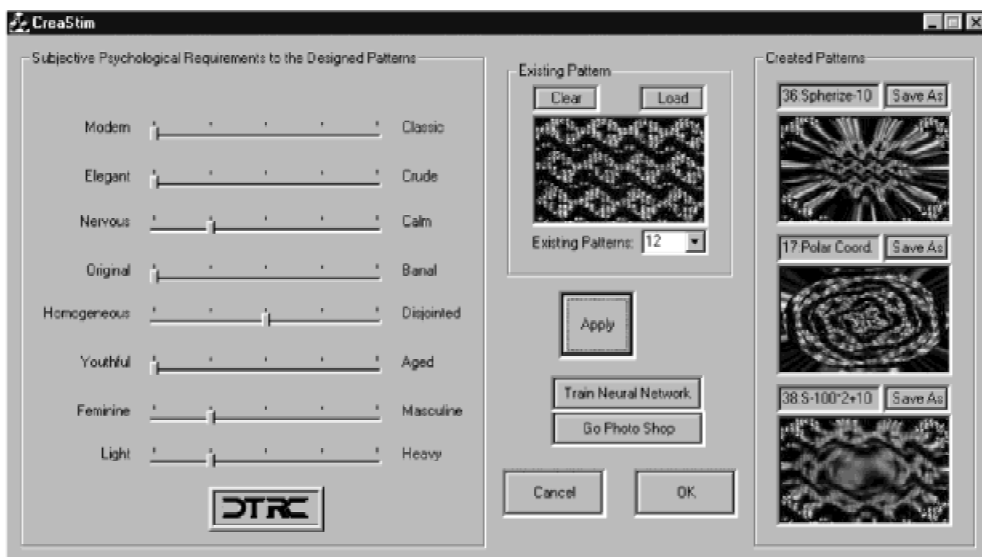 CreaStim
Subjective Psychological Requirements to the Designed Patterns
Modern Classic
Elegant Crude
Nervous Calm
Original Banal
Homogeneous Disjointed
Youthful Aged
Feminine Masculine
Light Heavy
DTRC
Existing Pattern
Clear Load
Existing Patterns: 12
Apply
Train Neural Network
Go Photo Shop
Cancel OK
Created Patterns
36.Spherize-10 Save As
17.Polar Coord. Save As
38.S-100*2+10 Save As